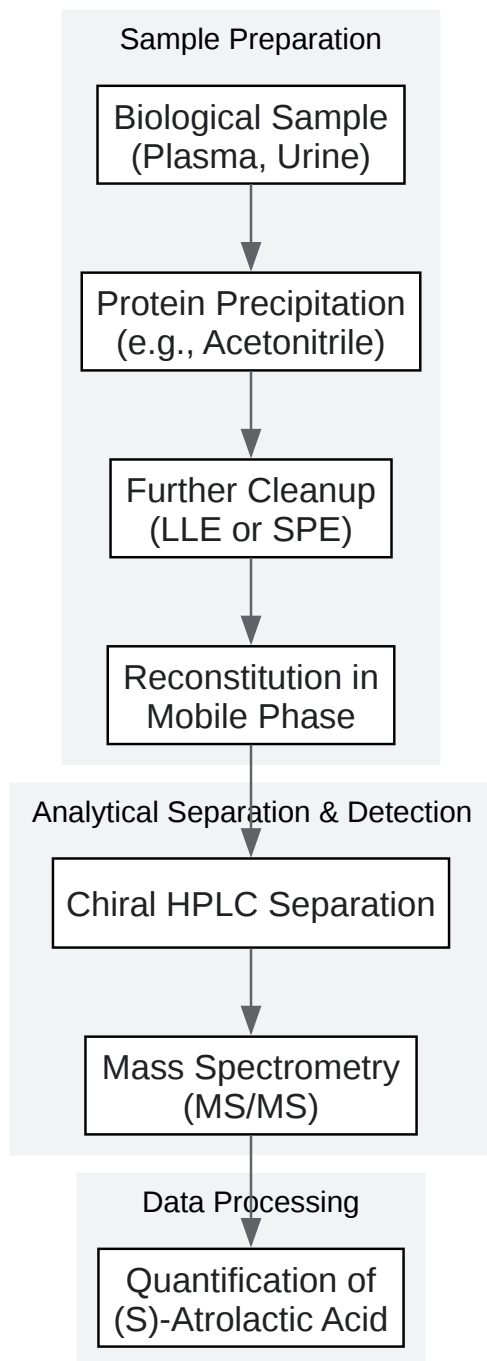 Sample Preparation
Biological Sample
(Plasma, Urine)
Protein Precipitation
(e.g., Acetonitrile)
Further Cleanup
(LLE or SPE)
Reconstitution in
Mobile Phase
Analytical Separation & Detection
Chiral HPLC Separation
Mass Spectrometry
(MS/MS)
Data Processing
Quantification of
(S)-Atrolactic Acid